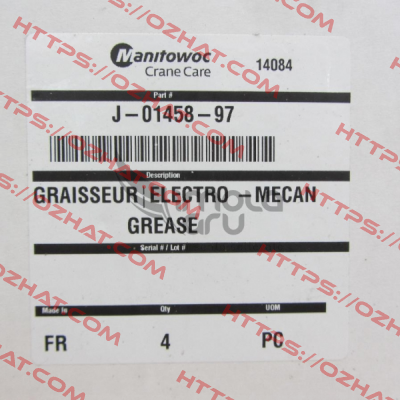 Manitowoc
Crane Care
14084
Part #
J-01458-97
Description
GRAISSEUR ELECTRO-MECAN
GREASE
Serial # / Lot #
Made In
Qty
UOM
FR
4
PC
HTTPS://OZHAT.COM